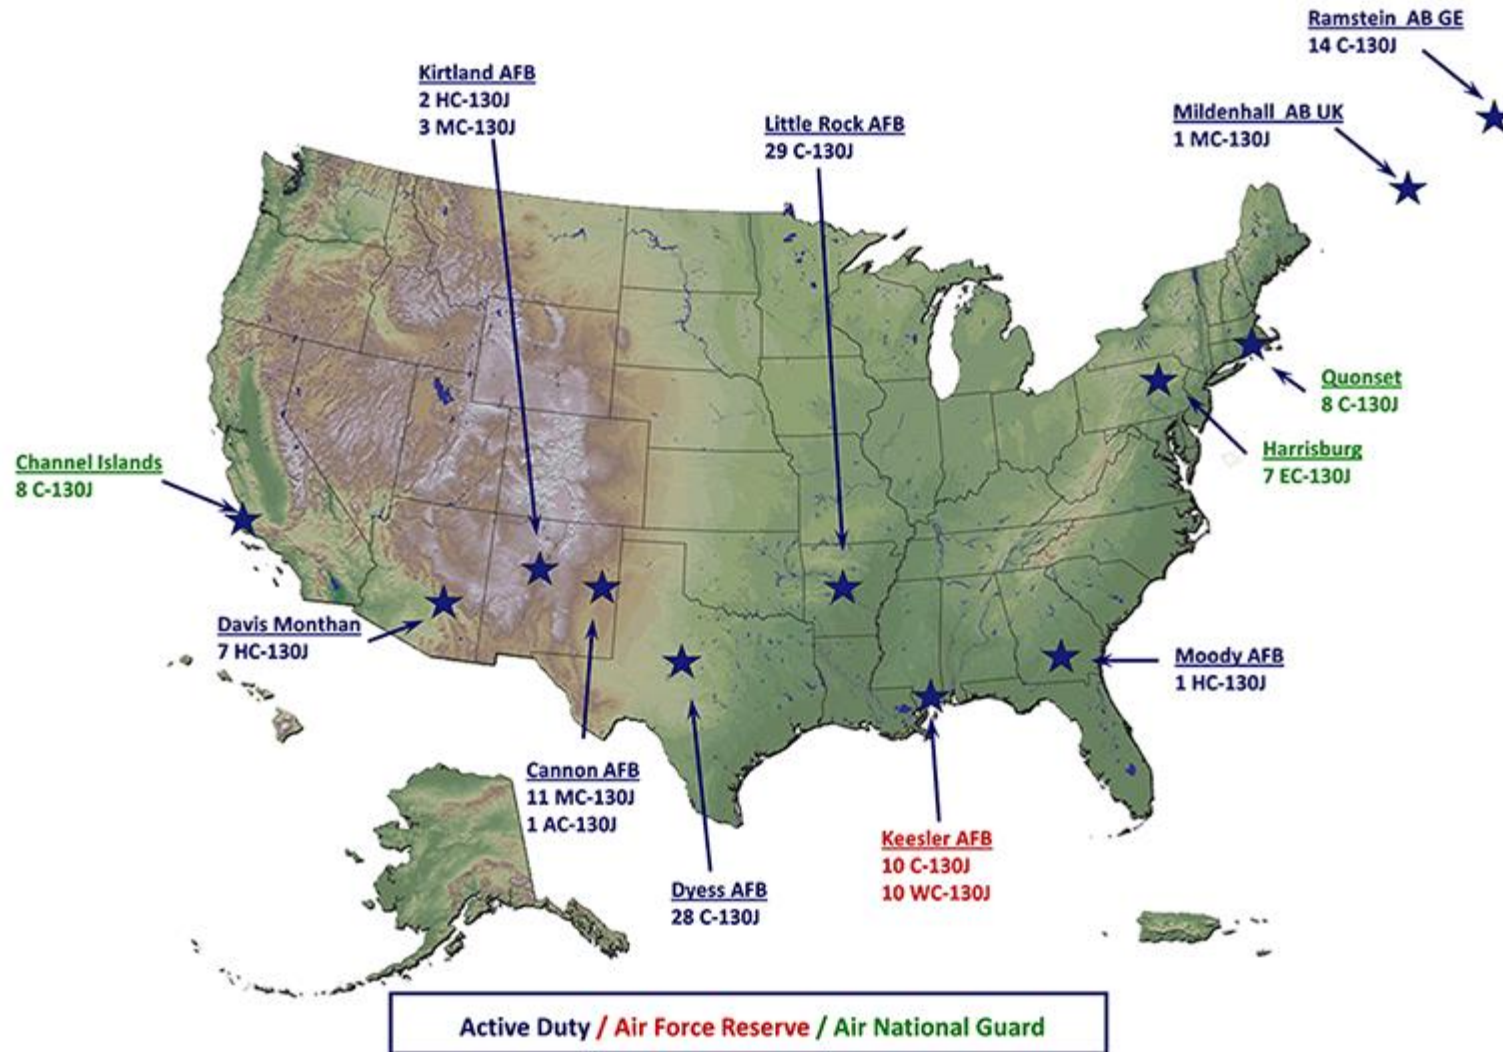 Ramstein  AB GE
14 C-130J
Kirtland AFB
2 HC-130J
3 MC-130J
Mildenhall  AB UK
1 MC-130J
Little Rock AFB
29 C-130J
Quonset
8 C-130J
Harrisburg
7 EC-130J
Channel Islands
8 C-130J
Davis Monthan
7 HC-130J
Moody AFB
1 HC-130J
Cannon AFB
11 MC-130J
1 AC-130J
Keesler AFB
10 C-130J
10 WC-130J
Dyess AFB
28 C-130J
Active Duty / Air Force Reserve / Air National Guard